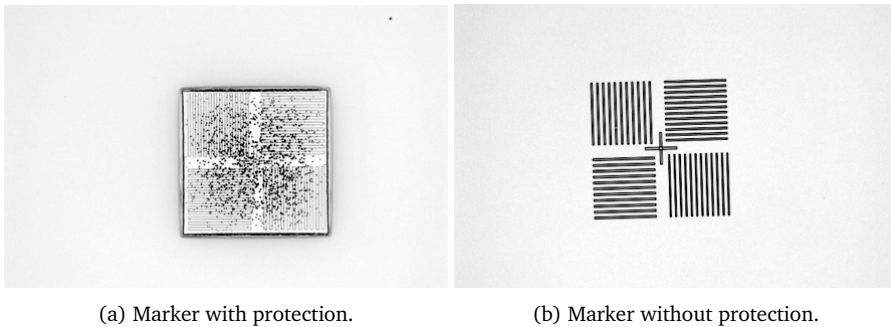 (a) Marker with protection.
(b) Marker without protection.